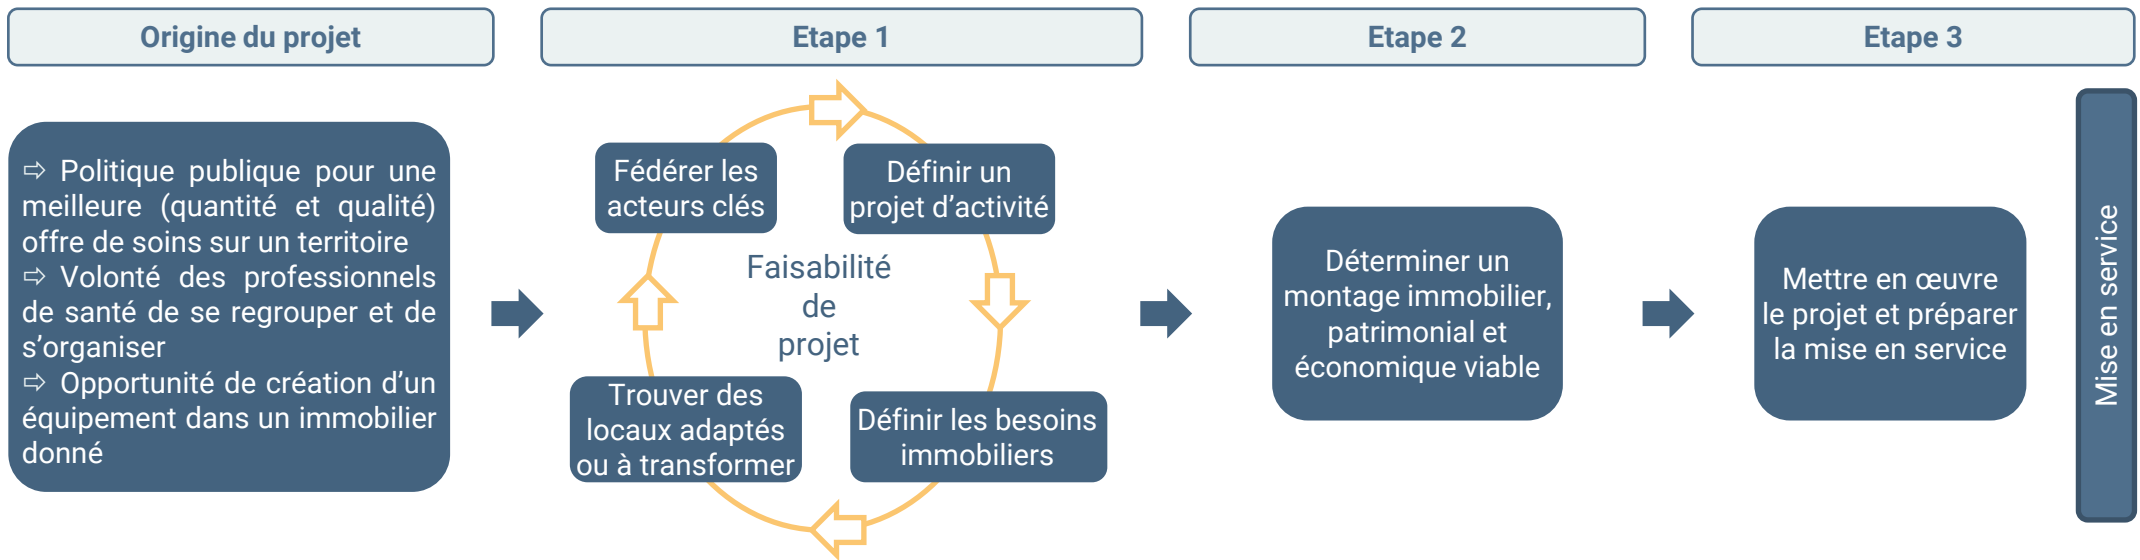 Origine du projet
Etape 1
Etape 2
Etape 3
⇨ Politique publique pour une
meilleure (quantité et qualité)
offre de soins sur un territoire
⇨ Volonté des professionnels
de santé de se regrouper et de
s'organiser
⇨ Opportunité de création d'un
équipement dans un immobilier
donné
Fédérer les
acteurs clés
Définir un
projet d'activité
Faisabilité
de
projet
Trouver des
locaux adaptés
ou à transformer
Définir les besoins
immobiliers
Déterminer un
montage immobilier,
patrimonial et
économique viable
Mettre en œuvre
le projet et préparer
la mise en service
Mise en service